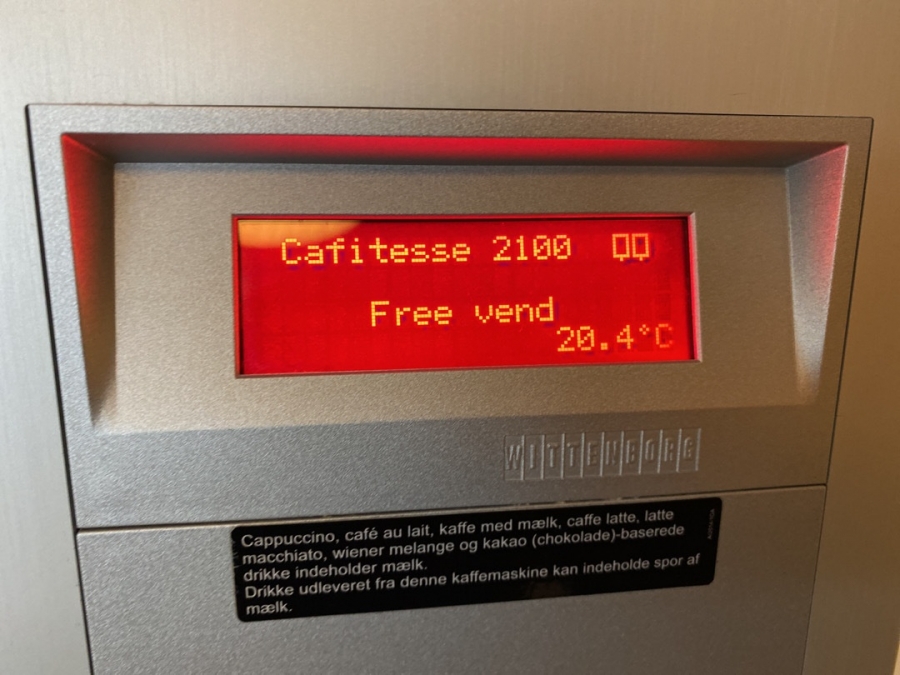 Cafitesse 2100
Free vend
20.4°C
WITTENBORG
Cappuccino, café au lait, kaffe med mælk, caffe latte, latte
macchiato, wiener melange og kakao (chokolade)-baserede
drikke indeholder mælk.
Drikke udleveret fra denne kaffemaskine kan indeholde spor af
mælk.